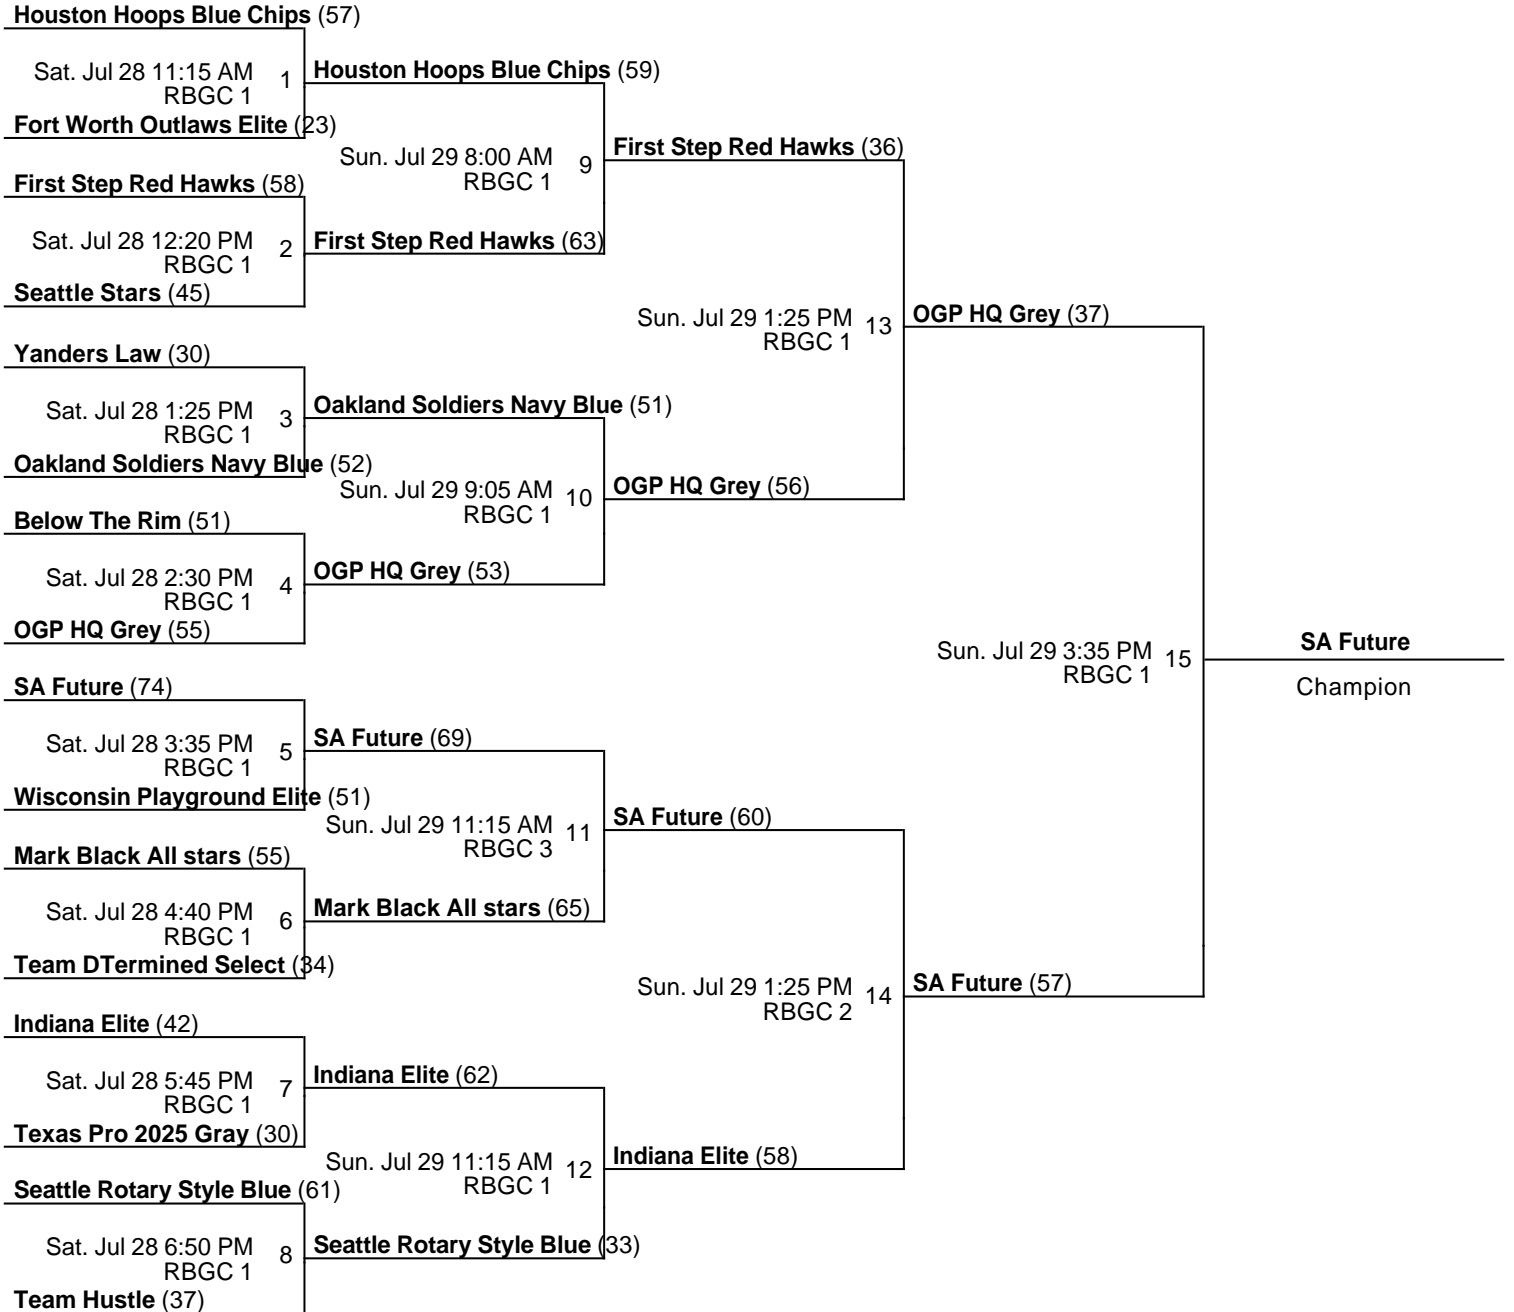 Houston Hoops Blue Chips (57)
Sat. Jul 28 11:15 AM
RBGC 1
1
Fort Worth Outlaws Elite (23)
First Step Red Hawks (58)
Sat. Jul 28 12:20 PM
RBGC 1
2
Seattle Stars (45)
Yanders Law (30)
Sat. Jul 28 1:25 PM
RBGC 1
3
Oakland Soldiers Navy Blue (52)
Below The Rim (51)
Sat. Jul 28 2:30 PM
RBGC 1
4
OGP HQ Grey (55)
SA Future (74)
Sat. Jul 28 3:35 PM
RBGC 1
5
Wisconsin Playground Elite (51)
Mark Black All stars (55)
Sat. Jul 28 4:40 PM
RBGC 1
6
Team DTermined Select (34)
Indiana Elite (42)
Sat. Jul 28 5:45 PM
RBGC 1
7
Texas Pro 2025 Gray (30)
Seattle Rotary Style Blue (61)
Sat. Jul 28 6:50 PM
RBGC 1
8
Team Hustle (37)
Houston Hoops Blue Chips (59)
Sun. Jul 29 8:00 AM
RBGC 1
9
First Step Red Hawks (63)
Oakland Soldiers Navy Blue (51)
Sun. Jul 29 9:05 AM
RBGC 1
10
OGP HQ Grey (53)
SA Future (69)
Sun. Jul 29 11:15 AM
RBGC 3
11
Mark Black All stars (65)
Indiana Elite (62)
Sun. Jul 29 11:15 AM
RBGC 1
12
Seattle Rotary Style Blue (33)
First Step Red Hawks (36)
Sun. Jul 29 1:25 PM
RBGC 1
13
OGP HQ Grey (56)
SA Future (60)
Sun. Jul 29 1:25 PM
RBGC 2
14
Indiana Elite (58)
OGP HQ Grey (37)
Sun. Jul 29 3:35 PM
RBGC 1
15
SA Future (57)
SA Future
Champion